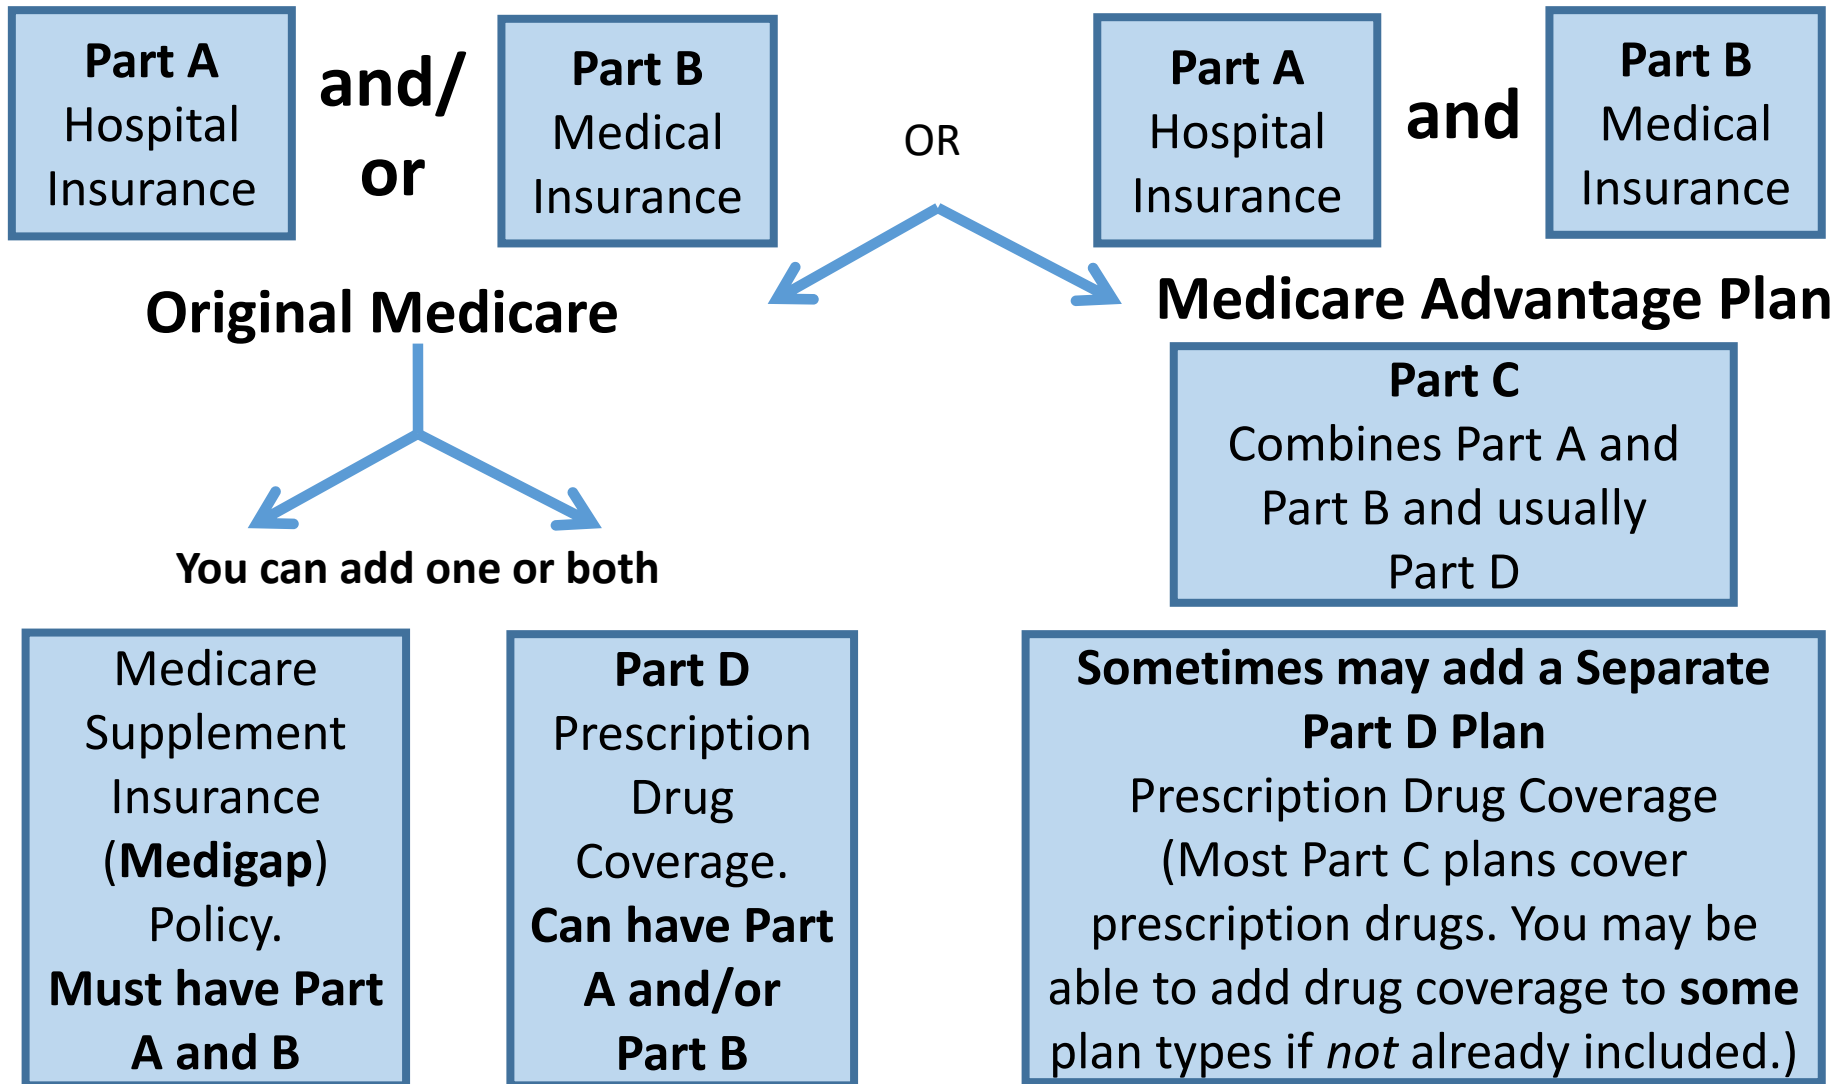 Part A
Hospital
Insurance
and/
or
Part B
Medical
Insurance
OR
Part A
Hospital
Insurance
and
Part B
Medical
Insurance
Original Medicare
Medicare Advantage Plan
You can add one or both
Medicare
Supplement
Insurance
(Medigap)
Policy.
Must have Part
A and B
Part D
Prescription
Drug
Coverage.
Can have Part
A and/or
Part B
Part C
Combines Part A and
Part B and usually
Part D
Sometimes may add a Separate
Part D Plan
Prescription Drug Coverage
(Most Part C plans cover
prescription drugs. You may be
able to add drug coverage to some
plan types if not already included.)